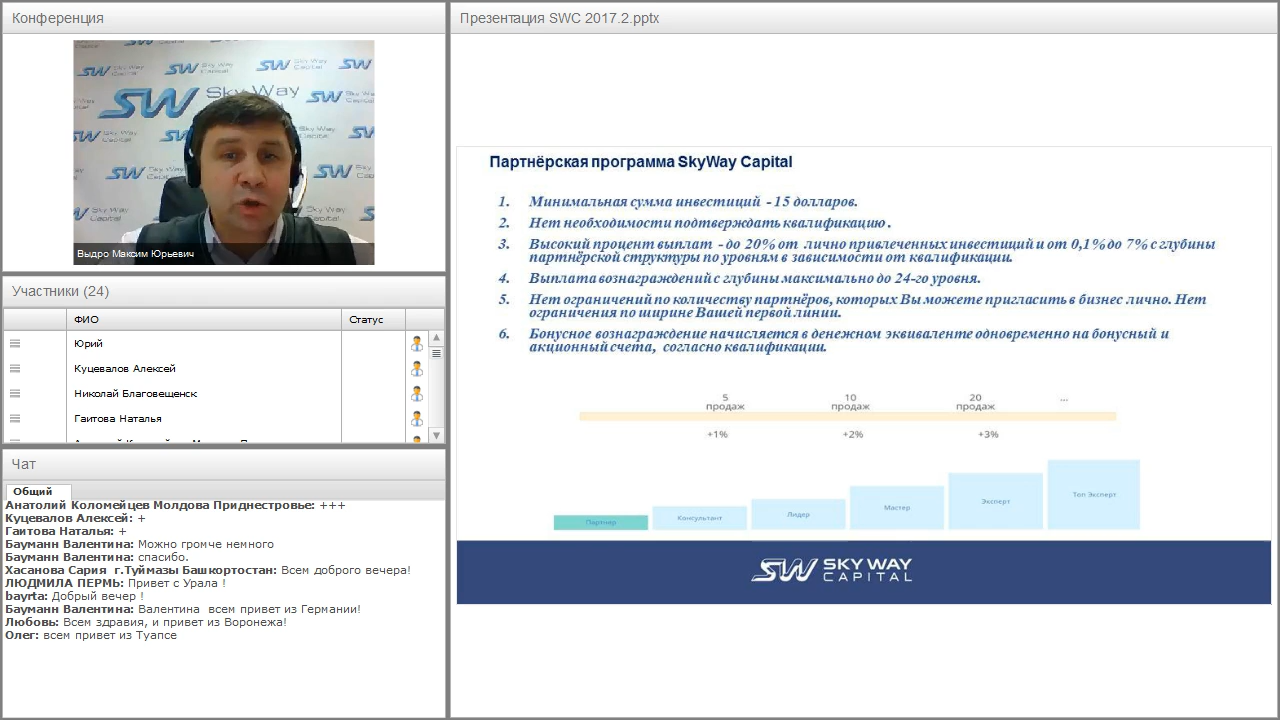 Конференция
SW Sky Way Capital
Выдро Максим Юрьевич
Участники (24)
ФИО Статус
Юрий
Куцевалов Алексей
Николай Благовещенск
Гаитова Наталья
Чат
Общий
Анатолий Коломейцев Молдова Приднестровье: +++
Куцевалов Алексей: +
Гаитова Наталья: +
Бауманн Валентина: Можно громче немного
Бауманн Валентина: спасибо.
Хасанова Сария г.Туймазы Башкортостан: Всем доброго вечера!
ЛЮДМИЛА ПЕРМЬ: Привет с Урала !
bayrta: Добрый вечер !
Бауманн Валентина: Валентина всем привет из Германии!
Любовь: Всем здравия, и привет из Воронежа!
Олег: всем привет из Туапсе
Презентация SWC 2017.2.pptx
Партнёрская программа SkyWay Capital
1. Минимальная сумма инвестиций - 15 долларов.
2. Нет необходимости подтверждать квалификацию .
3. Высокий процент выплат - до 20% от лично привлеченных инвестиций и от 0,1% до 7% с глубины
партнёрской структуры по уровням в зависимости от квалификации.
4. Выплата вознаграждений с глубины максимально до 24-го уровня.
5. Нет ограничений по количеству партнёров, которых Вы можете пригласить в бизнес лично. Нет
ограничения по ширине Вашей первой линии.
6. Бонусное вознаграждение начисляется в денежном эквиваленте одновременно на бонусный и
акционный счета, согласно квалификации.
5 10 20 ...
продаж продаж продаж
+1% +2% +3%
Партнер Консультант Лидер Мастер Эксперт Топ Эксперт
SW SKY WAY
CAPITAL